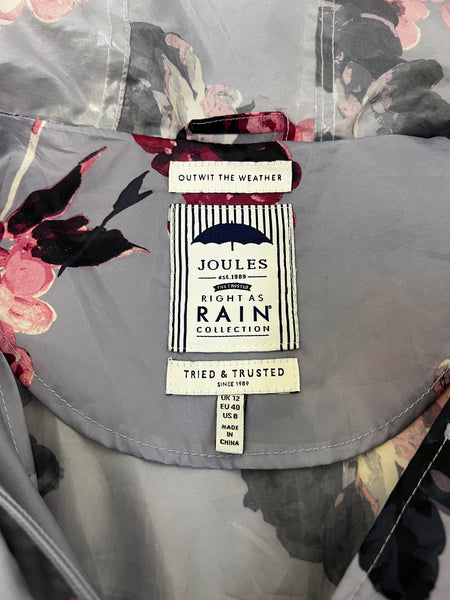 OUTWIT THE WEATHER
JOULES
est.1989
THE TRUSTED
RIGHT AS
RAIN®
COLLECTION
TRIED & TRUSTED
SINCE 1989
UK 12
EU 40
US 8
MADE
IN
CHINA